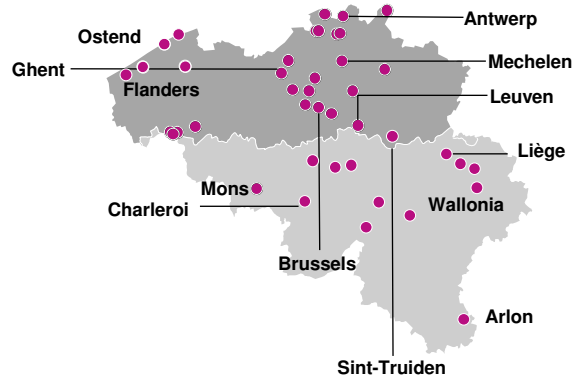 Antwerp
Ostend
Mechelen
Ghent
Flanders
Leuven
Liège
Mons
Wallonia
Charleroi
Brussels
Arlon
Sint-Truiden